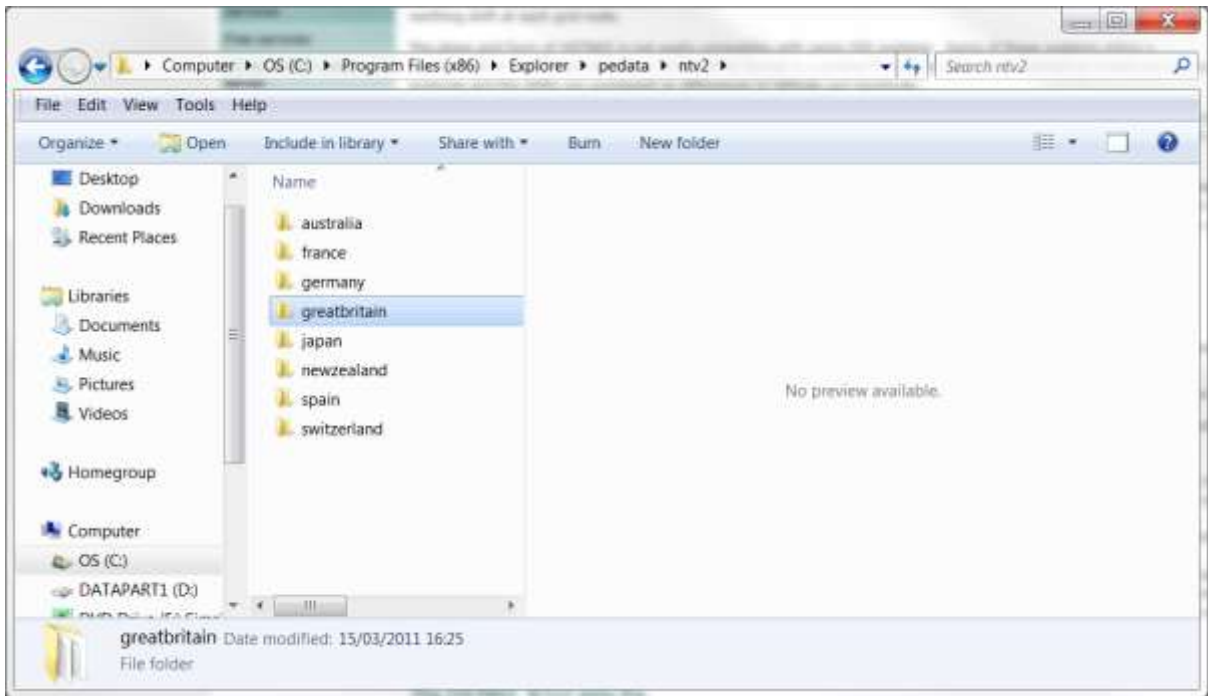 Computer OS (C:) Program Files (x86) Explorer pedata ntv2
Search ntv2
File Edit View Tools Help
Organize Open Include in library Share with Burn New folder
Desktop
Downloads
Recent Places
Libraries
Documents
Music
Pictures
Videos
Homegroup
Computer
OS (C:)
DATAPART1 (D:)
Name
australia
france
germany
greatbritain
japan
newzealand
spain
switzerland
No preview available.
greatbritain Date modified: 15/03/2011 16:25
File folder